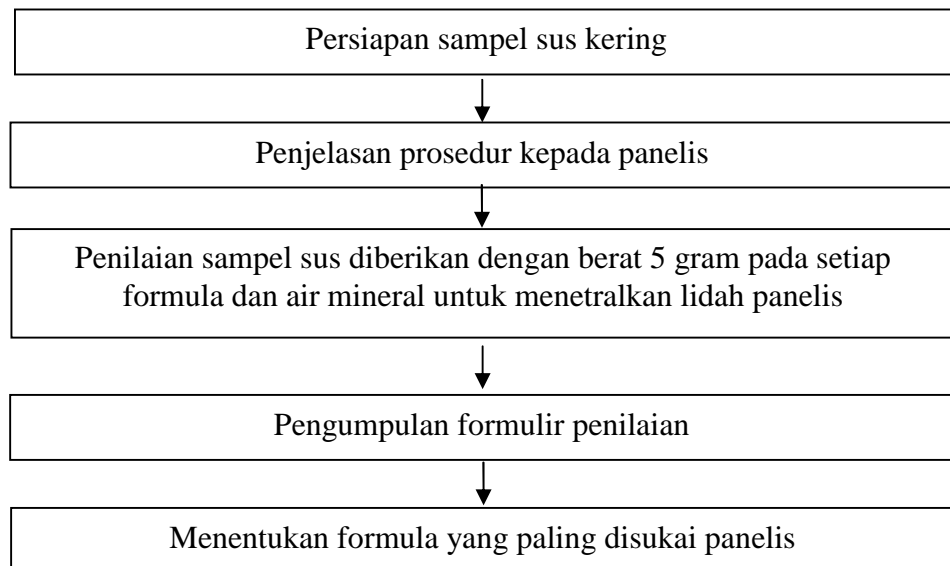 Persiapan sampel sus kering
Penjelasan prosedur kepada panelis
Penilaian sampel sus diberikan dengan berat 5 gram pada setiap
formula dan air mineral untuk menetralkan lidah panelis
Pengumpulan formulir penilaian
Menentukan formula yang paling disukai panelis